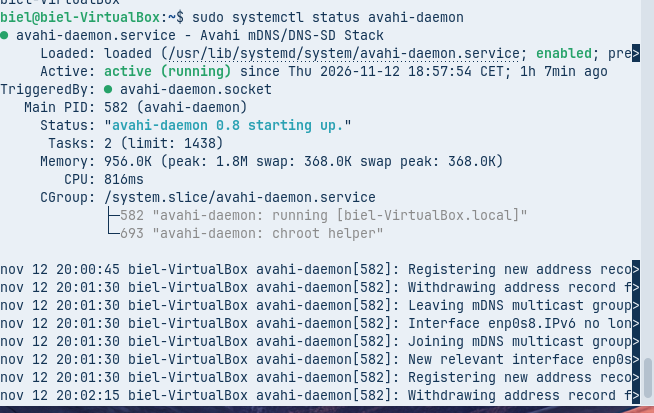 biel@biel-VirtualBox:~$ sudo systemctl status avahi-daemon
● avahi-daemon.service - Avahi mDNS/DNS-SD Stack
     Loaded: loaded (/usr/lib/systemd/system/avahi-daemon.service; enabled; pre>
     Active: active (running) since Thu 2026-11-12 18:57:54 CET; 1h 7min ago
TriggeredBy: ● avahi-daemon.socket
   Main PID: 582 (avahi-daemon)
     Status: "avahi-daemon 0.8 starting up."
      Tasks: 2 (limit: 1438)
     Memory: 956.0K (peak: 1.8M swap: 368.0K swap peak: 368.0K)
        CPU: 816ms
     CGroup: /system.slice/avahi-daemon.service
             ├─582 "avahi-daemon: running [biel-VirtualBox.local]"
             └─693 "avahi-daemon: chroot helper"
nov 12 20:00:45 biel-VirtualBox avahi-daemon[582]: Registering new address reco>
nov 12 20:01:30 biel-VirtualBox avahi-daemon[582]: Withdrawing address record f>
nov 12 20:01:30 biel-VirtualBox avahi-daemon[582]: Leaving mDNS multicast group>
nov 12 20:01:30 biel-VirtualBox avahi-daemon[582]: Interface enp0s8.IPv6 no lon>
nov 12 20:01:30 biel-VirtualBox avahi-daemon[582]: Joining mDNS multicast group>
nov 12 20:01:30 biel-VirtualBox avahi-daemon[582]: New relevant interface enp0s>
nov 12 20:01:30 biel-VirtualBox avahi-daemon[582]: Registering new address reco>
nov 12 20:02:15 biel-VirtualBox avahi-daemon[582]: Withdrawing address record f>